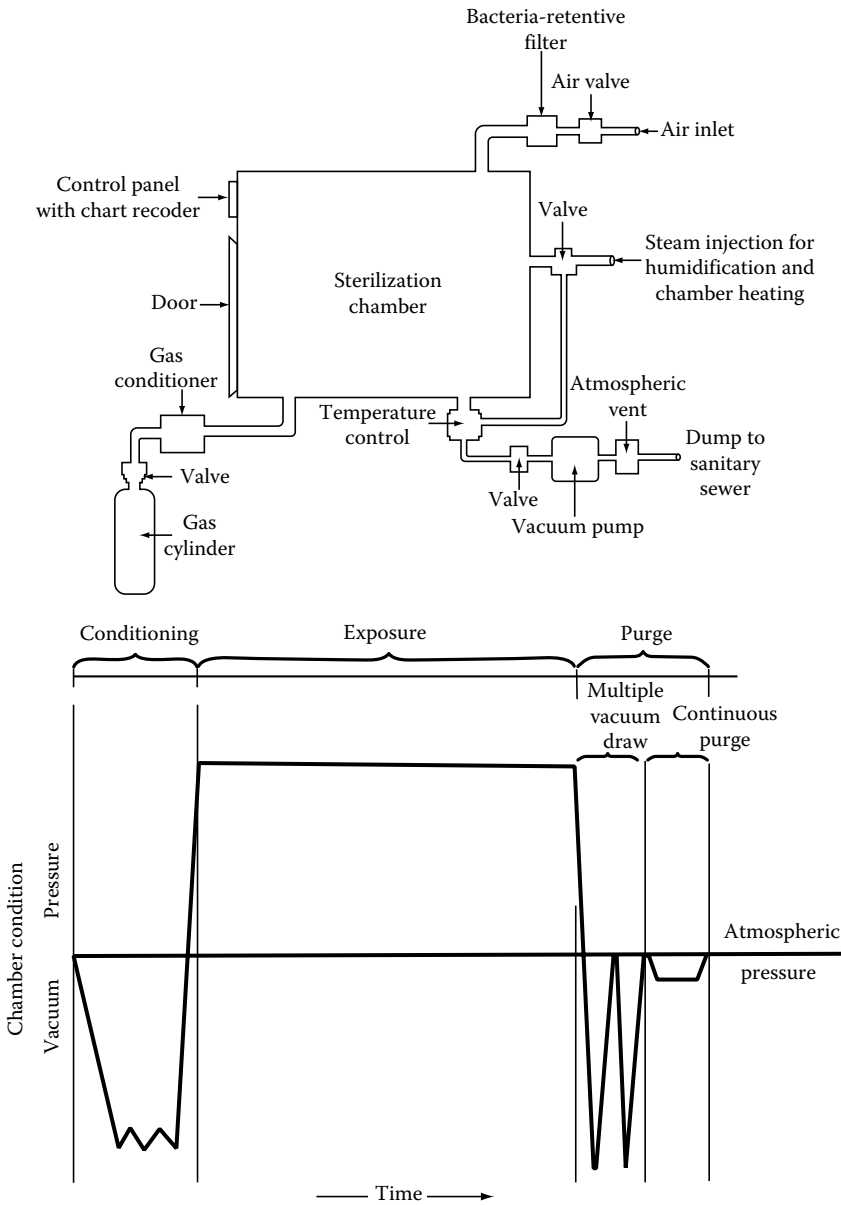 Bacteria-retentive
filter
Air valve
Air inlet
Control panel
with chart recoder
Valve
Steam injection for
humidification and
chamber heating
Sterilization
chamber
Door
Gas
conditioner
Temperature
control
Atmospheric
vent
Dump to
sanitary
sewer
Valve
Valve
Vacuum pump
Gas
cylinder
Conditioning
Exposure
Purge
Multiple
vacuum
draw
Continuous
purge
Chamber condition
Pressure
Vacuum
Atmospheric
pressure
Time